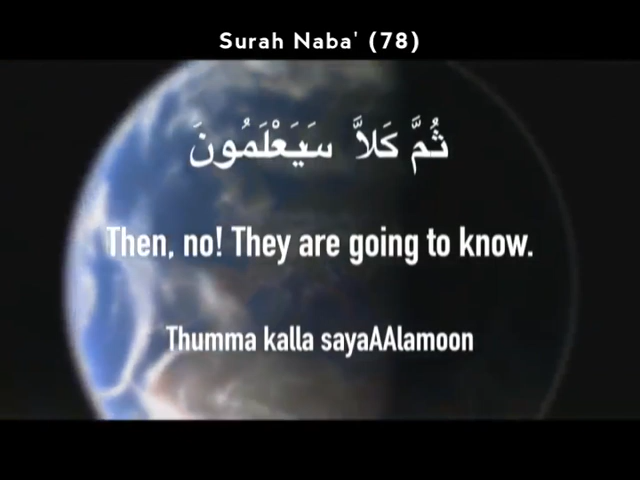 Surah Naba' (78)
ثُمَّ كَلاَّ سَيَعْلَمُونَ
Then, no! They are going to know.
Thumma kalla sayaAAlamoon